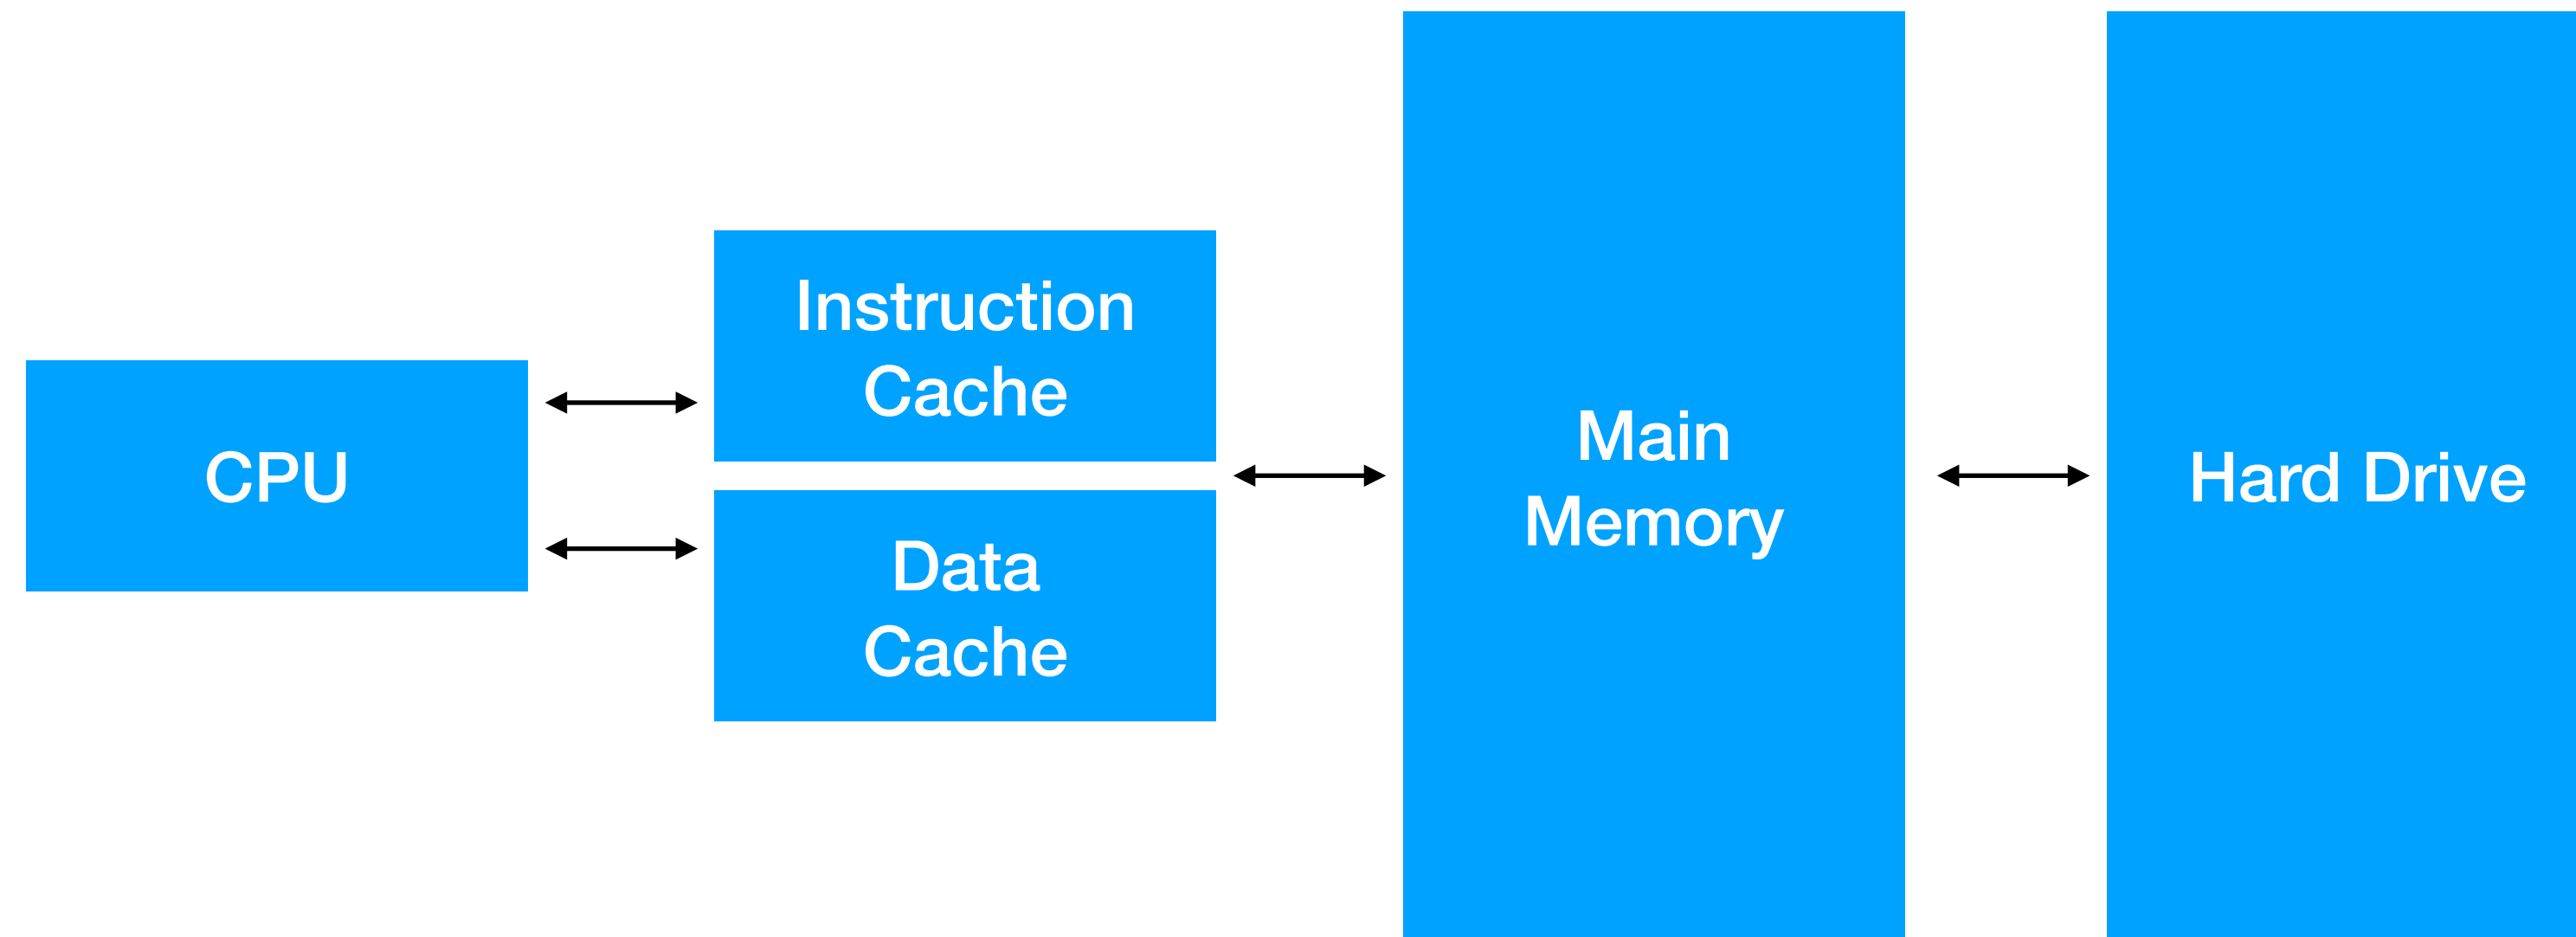 CPU
Instruction
Cache
Data
Cache
Main
Memory
Hard Drive